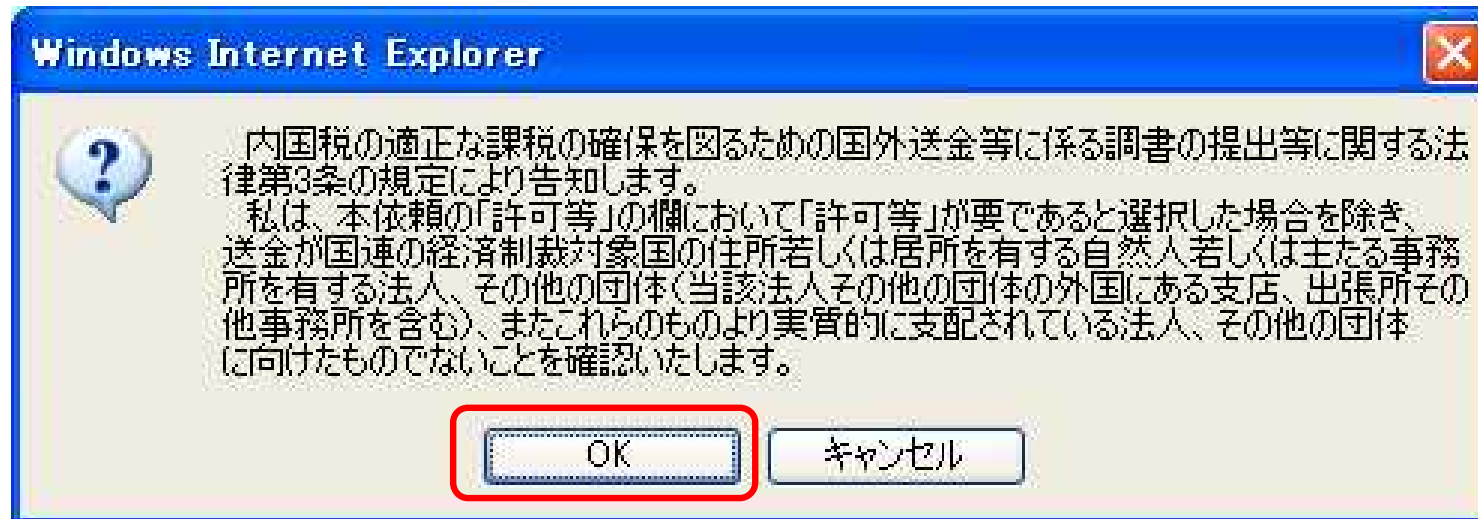 Windows Internet Explorer
内国税の適正な課税の確保を図るための国外送金等に係る調書の提出等に関する法
律第3条の規定により告知します。
私は、本依頼の「許可等」の欄において「許可等」が要であると選択した場合を除き、
送金が国連の経済制裁対象国の住所若しくは居所を有する自然人若しくは主たる事務
所を有する法人、その他の団体（当該法人その他の団体の外国にある支店、出張所その
他事務所を含む）、またこれらのものより実質的に支配されている法人、その他の団体
に向けたものでないことを確認いたします。
OK
キャンセル